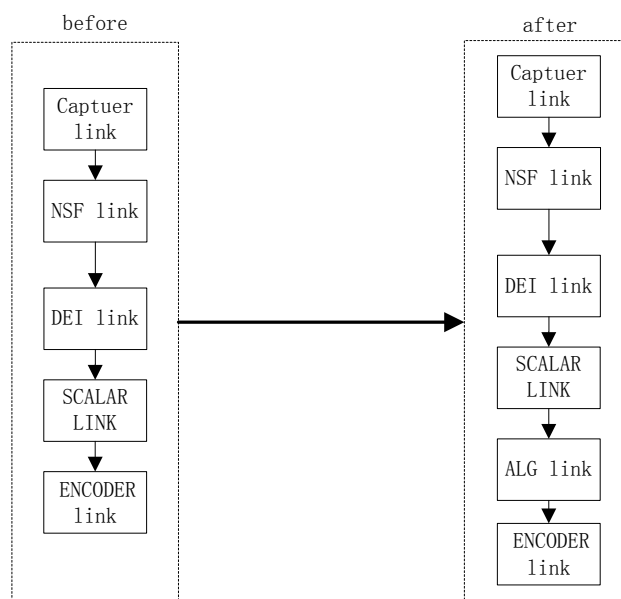 before
Captuer
link
NSF link
DEI link
SCALAR
LINK
ENCODER
link
after
Captuer
link
NSF link
DEI link
SCALAR
LINK
ALG link
ENCODER
link